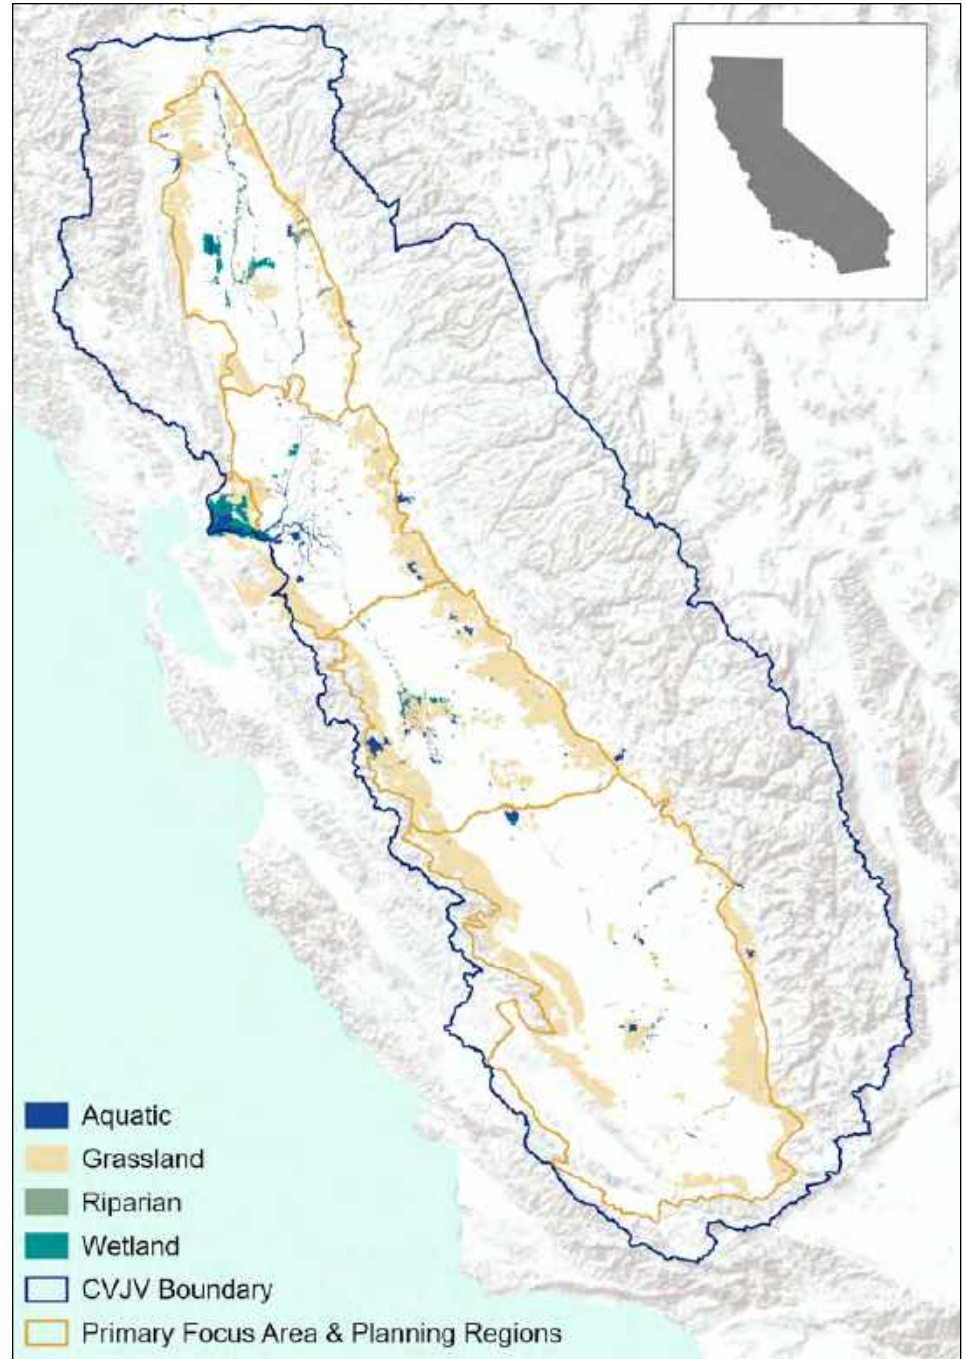 Aquatic
Grassland
Riparian
Wetland
CVJV Boundary
Primary Focus Area & Planning Regions